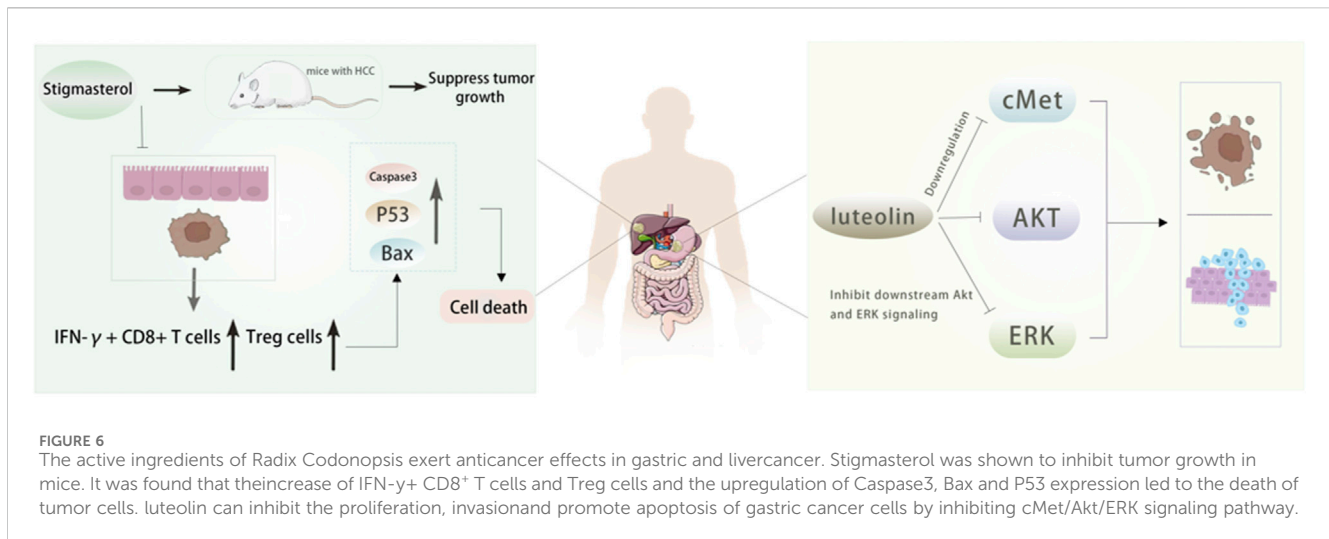 Stigmasterol
mice with HCC
Suppress tumor
growth
Caspase3
P53
Bax
Cell death
IFN- γ + CD8+ T cells
Treg cells
cMet
Downregulation
luteolin
AKT
Inhibit downstream Akt
and ERK signaling
ERK
FIGURE 6
The active ingredients of Radix Codonopsis exert anticancer effects in gastric and livercancer. Stigmasterol was shown to inhibit tumor growth in
mice. It was found that theincrease of IFN-y+ CD8⁺ T cells and Treg cells and the upregulation of Caspase3, Bax and P53 expression led to the death of
tumor cells. luteolin can inhibit the proliferation, invasionand promote apoptosis of gastric cancer cells by inhibiting cMet/Akt/ERK signaling pathway.